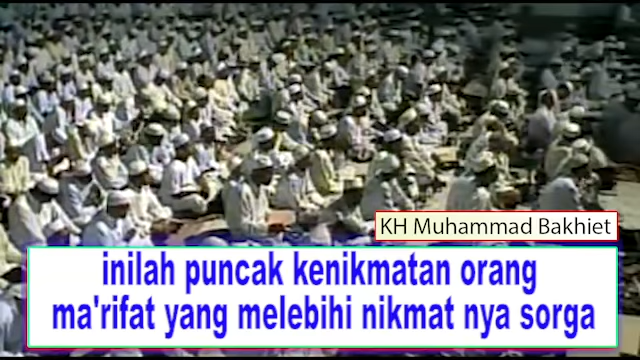 KH Muhammad Bakhiet
inilah puncak kenikmatan orang
ma'rifat yang melebihi nikmat nya sorga